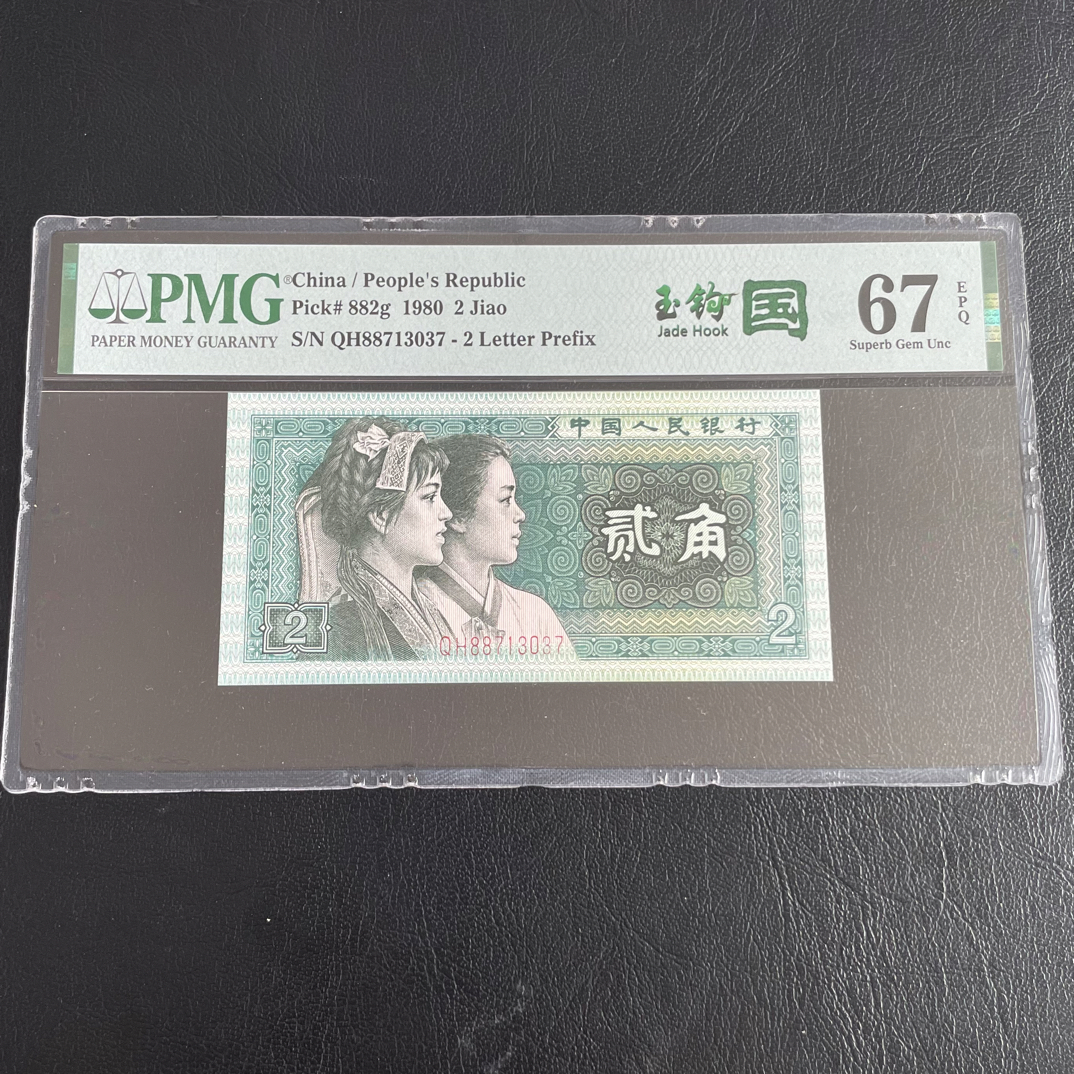 PMG®
PAPER MONEY GUARANTY
China / People's Republic
Pick# 882g 1980 2 Jiao
S/N QH88713037 - 2 Letter Prefix
玉钩
Jade Hook
国
67
EPQ
Superb Gem Unc
中国人民银行
贰角
2
2
QH88713037